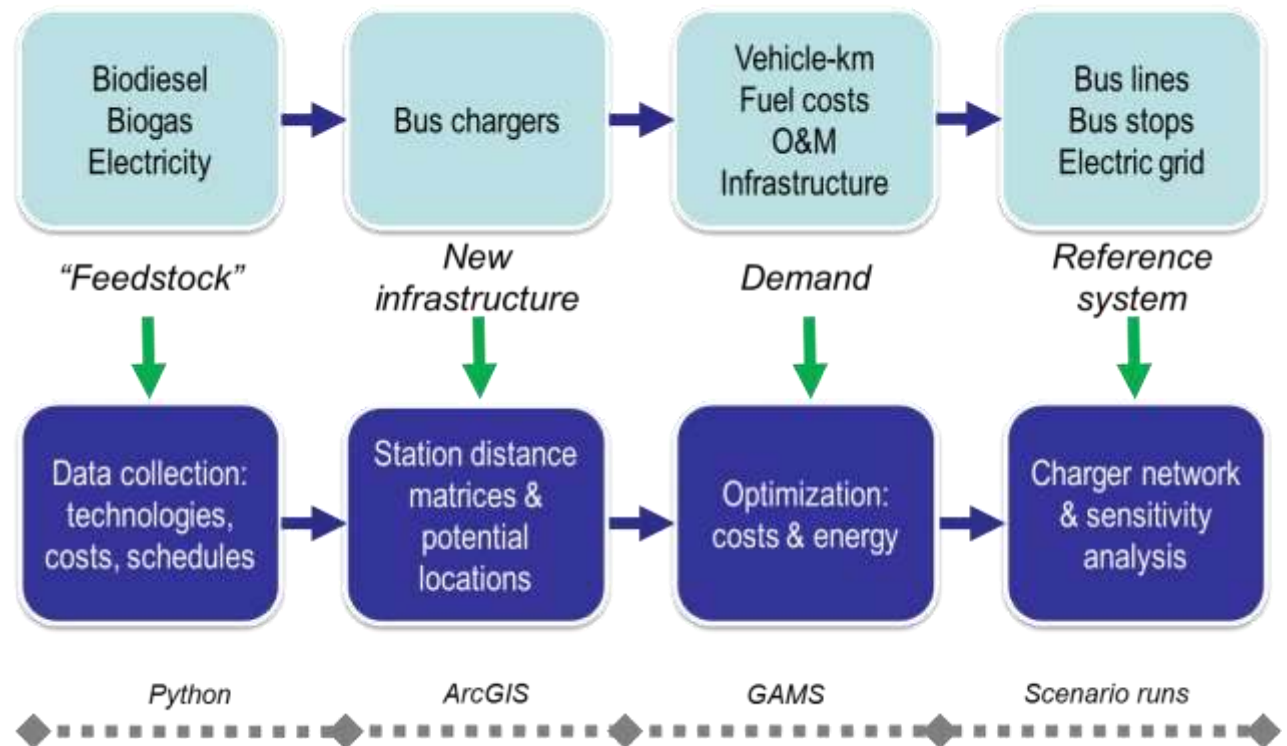 Biodiesel
Biogas
Electricity
Bus chargers
Vehicle-km
Fuel costs
O&M
Infrastructure
Bus lines
Bus stops
Electric grid
“Feedstock”
New
infrastructure
Demand
Reference
system
Data collection:
technologies,
costs, schedules
Station distance
matrices &
potential
locations
Optimization:
costs & energy
Charger network
& sensitivity
analysis
Python
ArcGIS
GAMS
Scenario runs